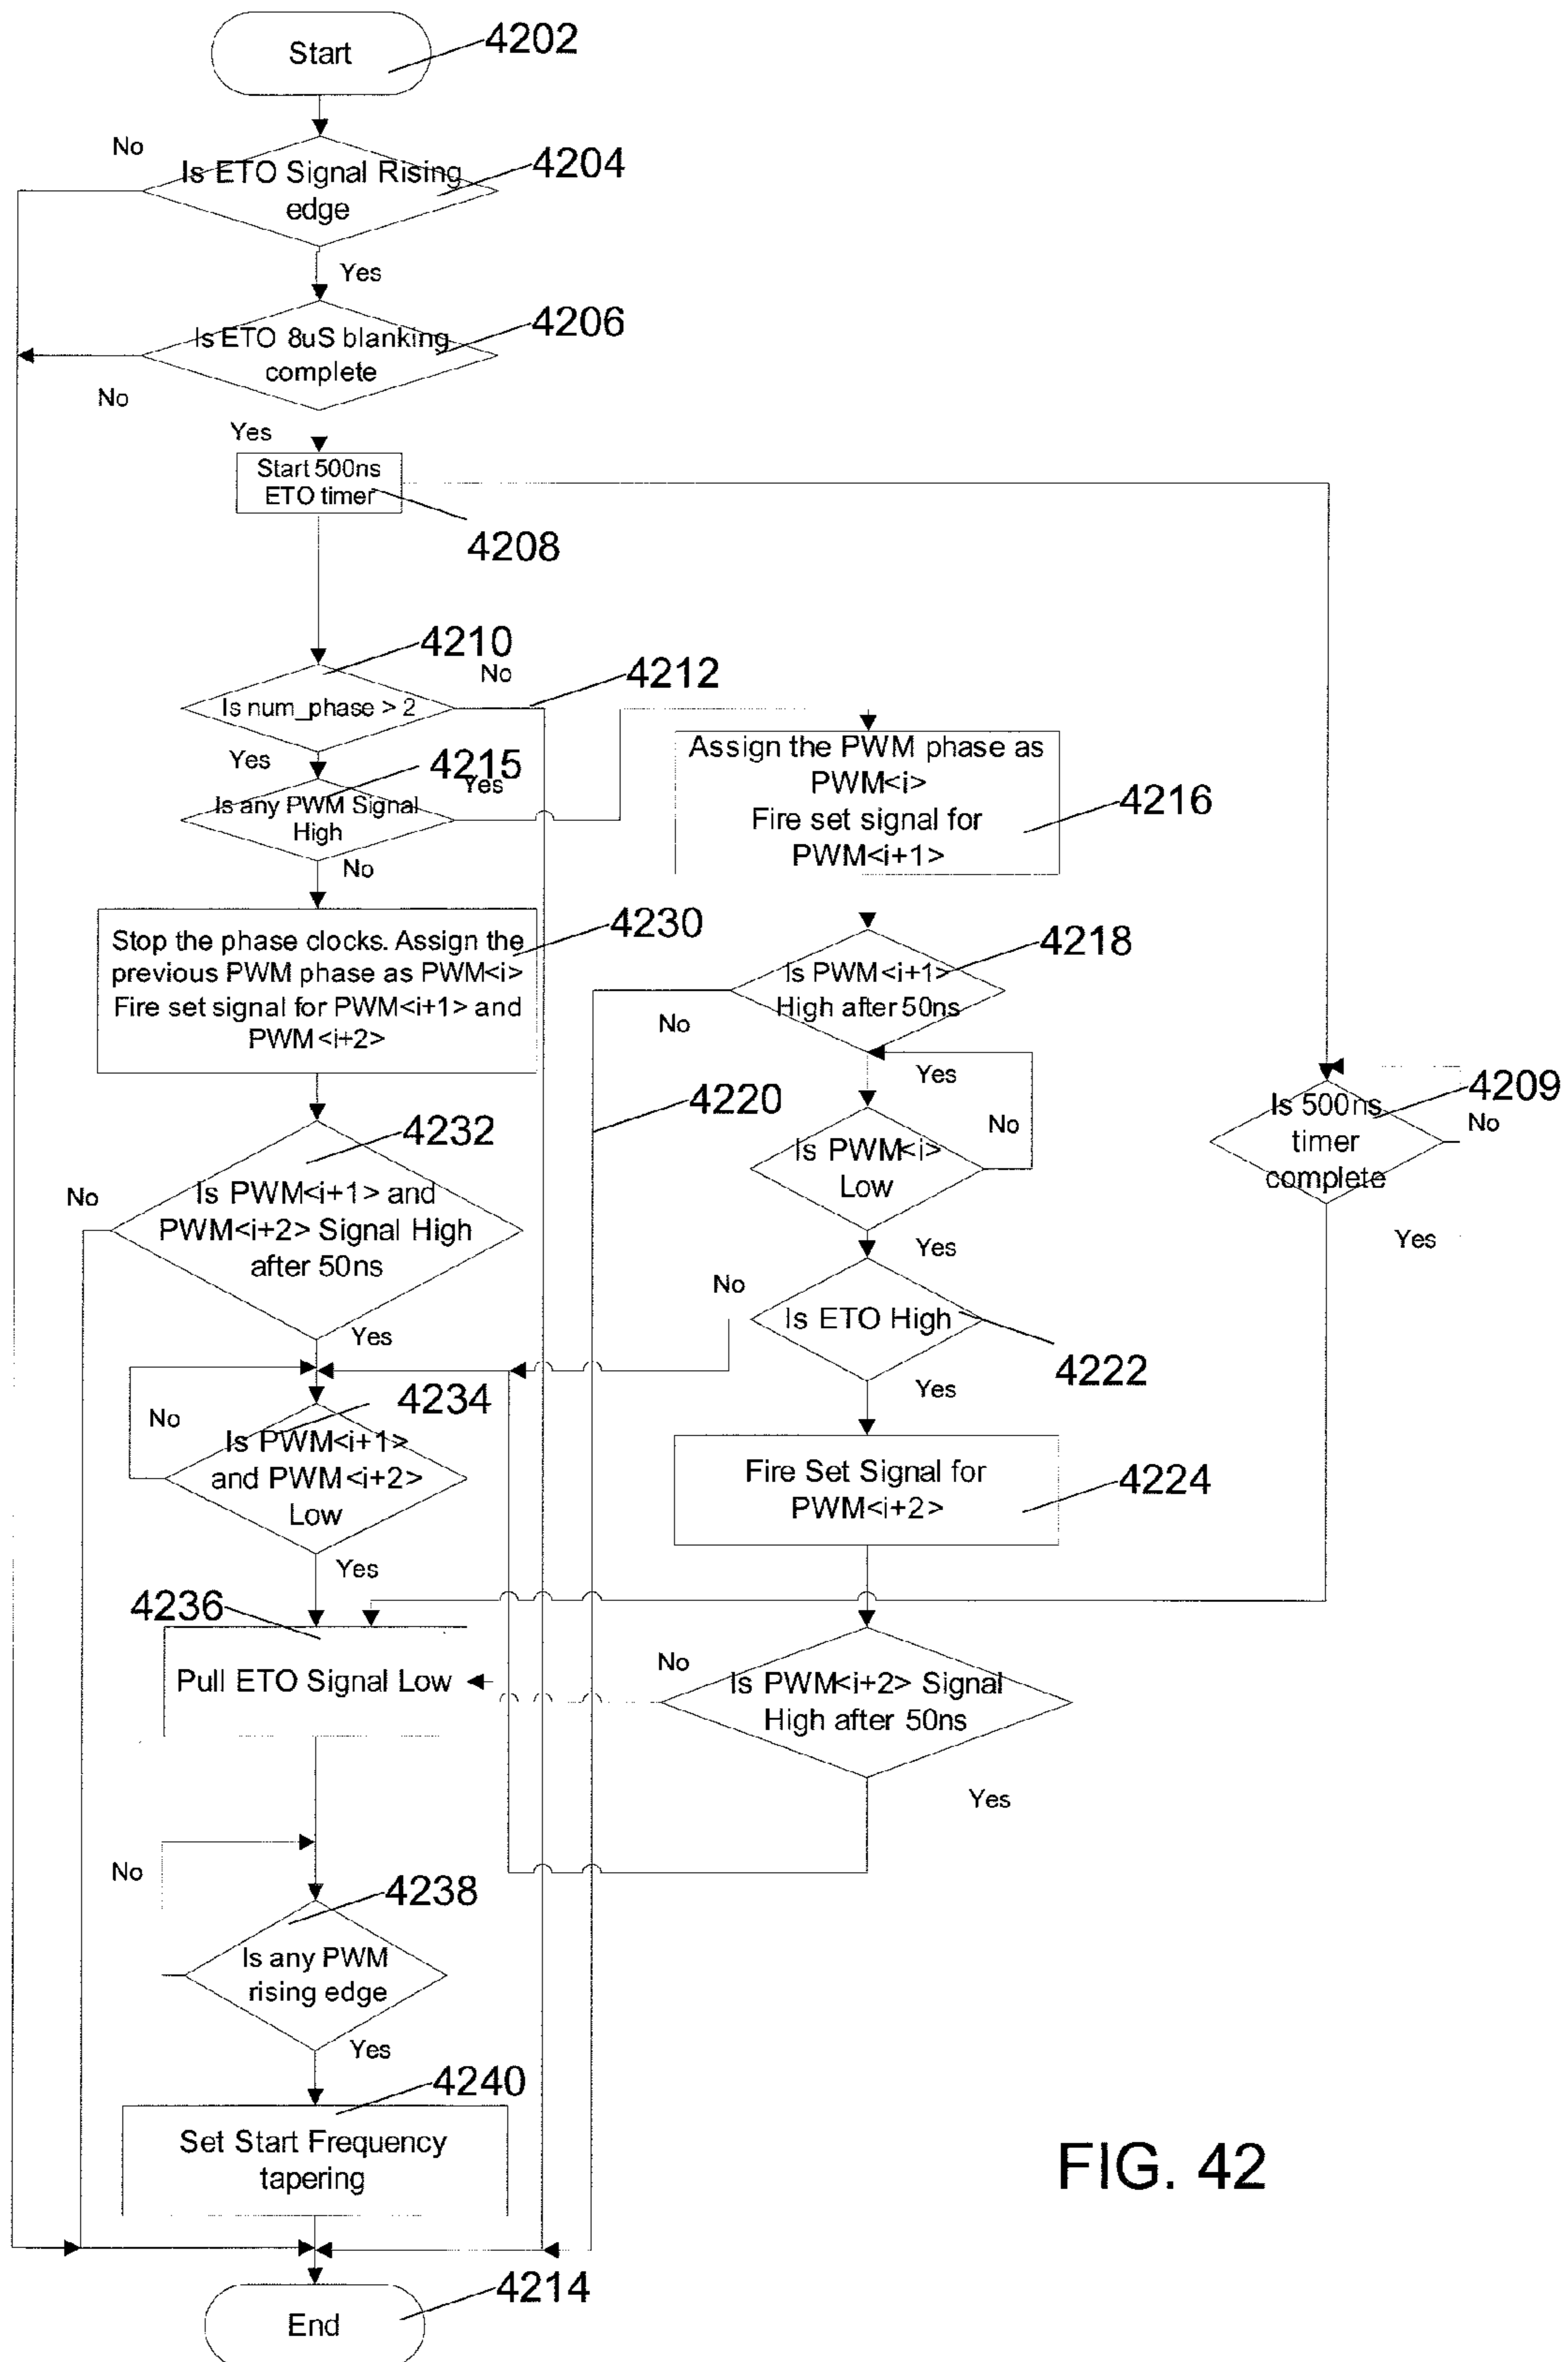 Start
4202
No
Is ETO Signal Rising
edge
4204
Yes
Is ETO 8uS blanking
complete
4206
No
Yes
Start 500ns
ETO timer
4208
4210
No
4212
Is num_phase > 2
Yes
4215
Yes
Is any PWM Signal
High
No
Assign the PWM phase as
PWM<i>
Fire set signal for
PWM<i+1>
4216
Stop the phase clocks. Assign the
previous PWM phase as PWM<i>
Fire set signal for PWM<i+1> and
PWM<i+2>
4230
4218
Is PWM<i+1>
High after 50ns
No
Yes
4220
4209
Is 500ns
timer
complete
No
Yes
4232
No
Is PWM<i+1> and
PWM<i+2> Signal High
after 50ns
Yes
Is PWM<i>
Low
No
Yes
No
Is ETO High
4222
Yes
4234
No
Is PWM<i+1>
and PWM<i+2>
Low
Yes
Fire Set Signal for
PWM<i+2>
4224
4236
Pull ETO Signal Low
No
Is PWM<i+2> Signal
High after 50ns
Yes
No
4238
Is any PWM
rising edge
Yes
4240
Set Start Frequency
tapering
4214
End
FIG. 42